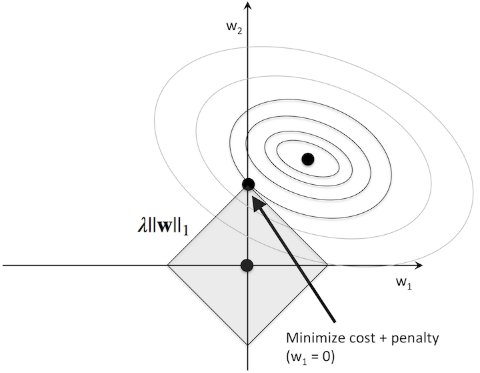 w₂
λ||w||₁
w₁
Minimize cost + penalty
(w₁ = 0)